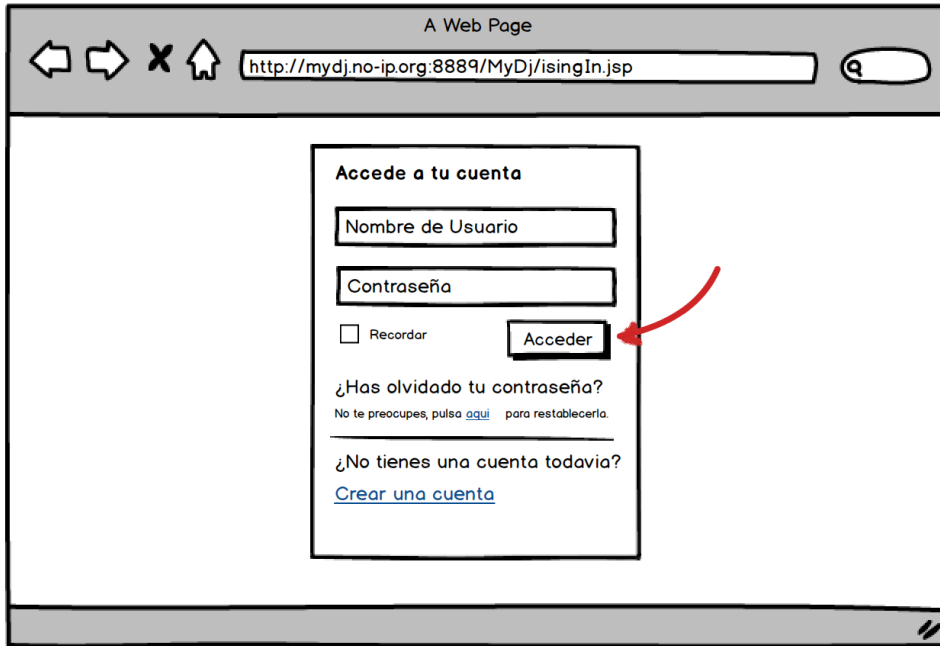 A Web Page
http://mydj.no-ip.org:8889/MyDj/isingIn.jsp
Accede a tu cuenta
Nombre de Usuario
Contraseña
Recordar Acceder
¿Has olvidado tu contraseña?
No te preocupes, pulsa aqui para restablecerla.
¿No tienes una cuenta todavia?
Crear una cuenta